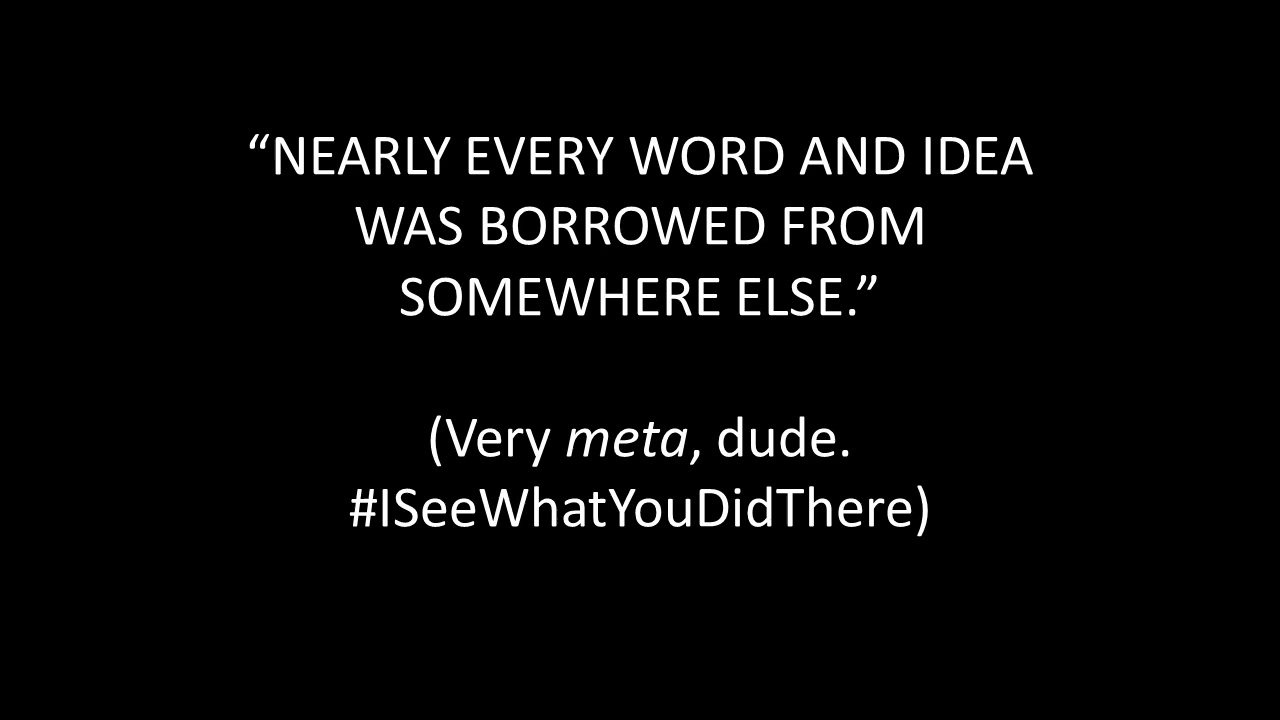 “NEARLY EVERY WORD AND IDEA
WAS BORROWED FROM
SOMEWHERE ELSE.”
(Very meta, dude.
#ISeeWhatYouDidThere)